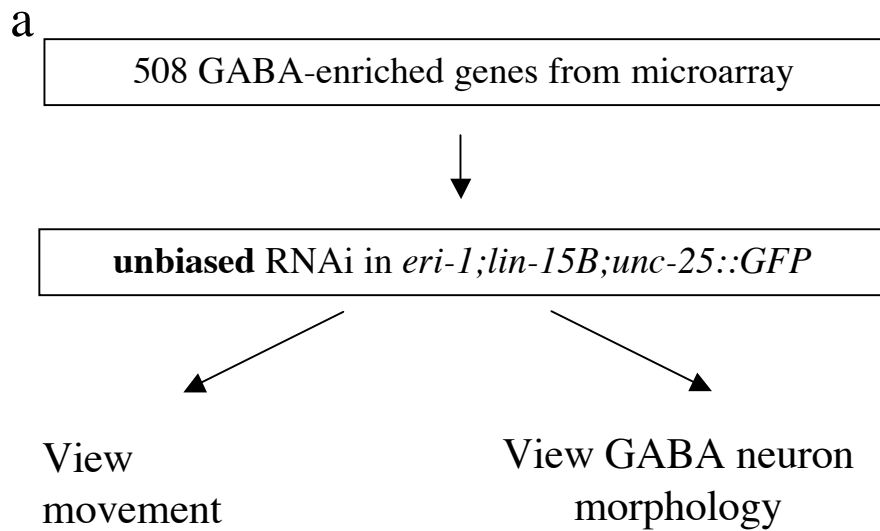 a
508 GABA-enriched genes from microarray
unbiased RNAi in eri-1;lin-15B;unc-25::GFP
View
movement
View GABA neuron
morphology